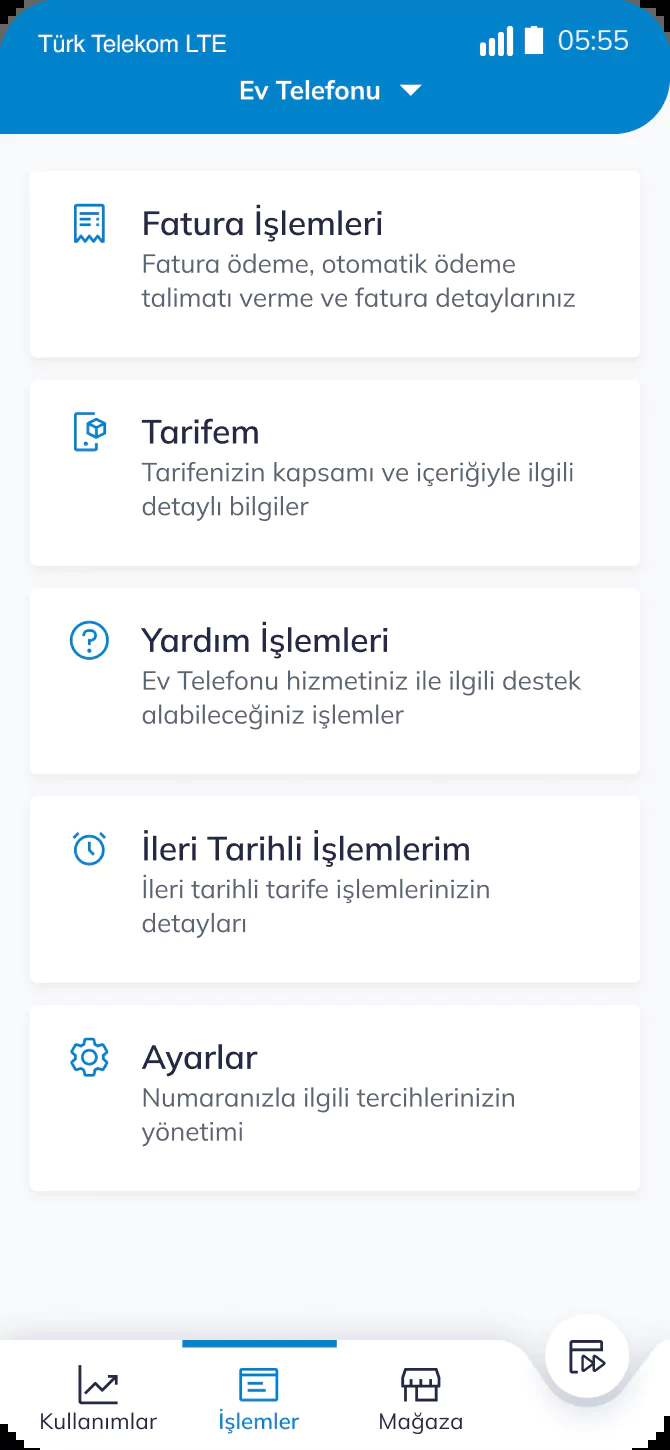 Türk Telekom LTE
05:55
Ev Telefonu
Fatura İşlemleri
Fatura ödeme, otomatik ödeme
talimatı verme ve fatura detaylarınız
Tarifem
Tarifenizin kapsamı ve içeriğiyle ilgili
detaylı bilgiler
Yardım İşlemleri
Ev Telefonu hizmetiniz ile ilgili destek
alabileceğiniz işlemler
İleri Tarihli İşlemlerim
İleri tarihli tarife işlemlerinizin
detayları
Ayarlar
Numaranızla ilgili tercihlerinizin
yönetimi
Kullanımlar
İşlemler
Mağaza